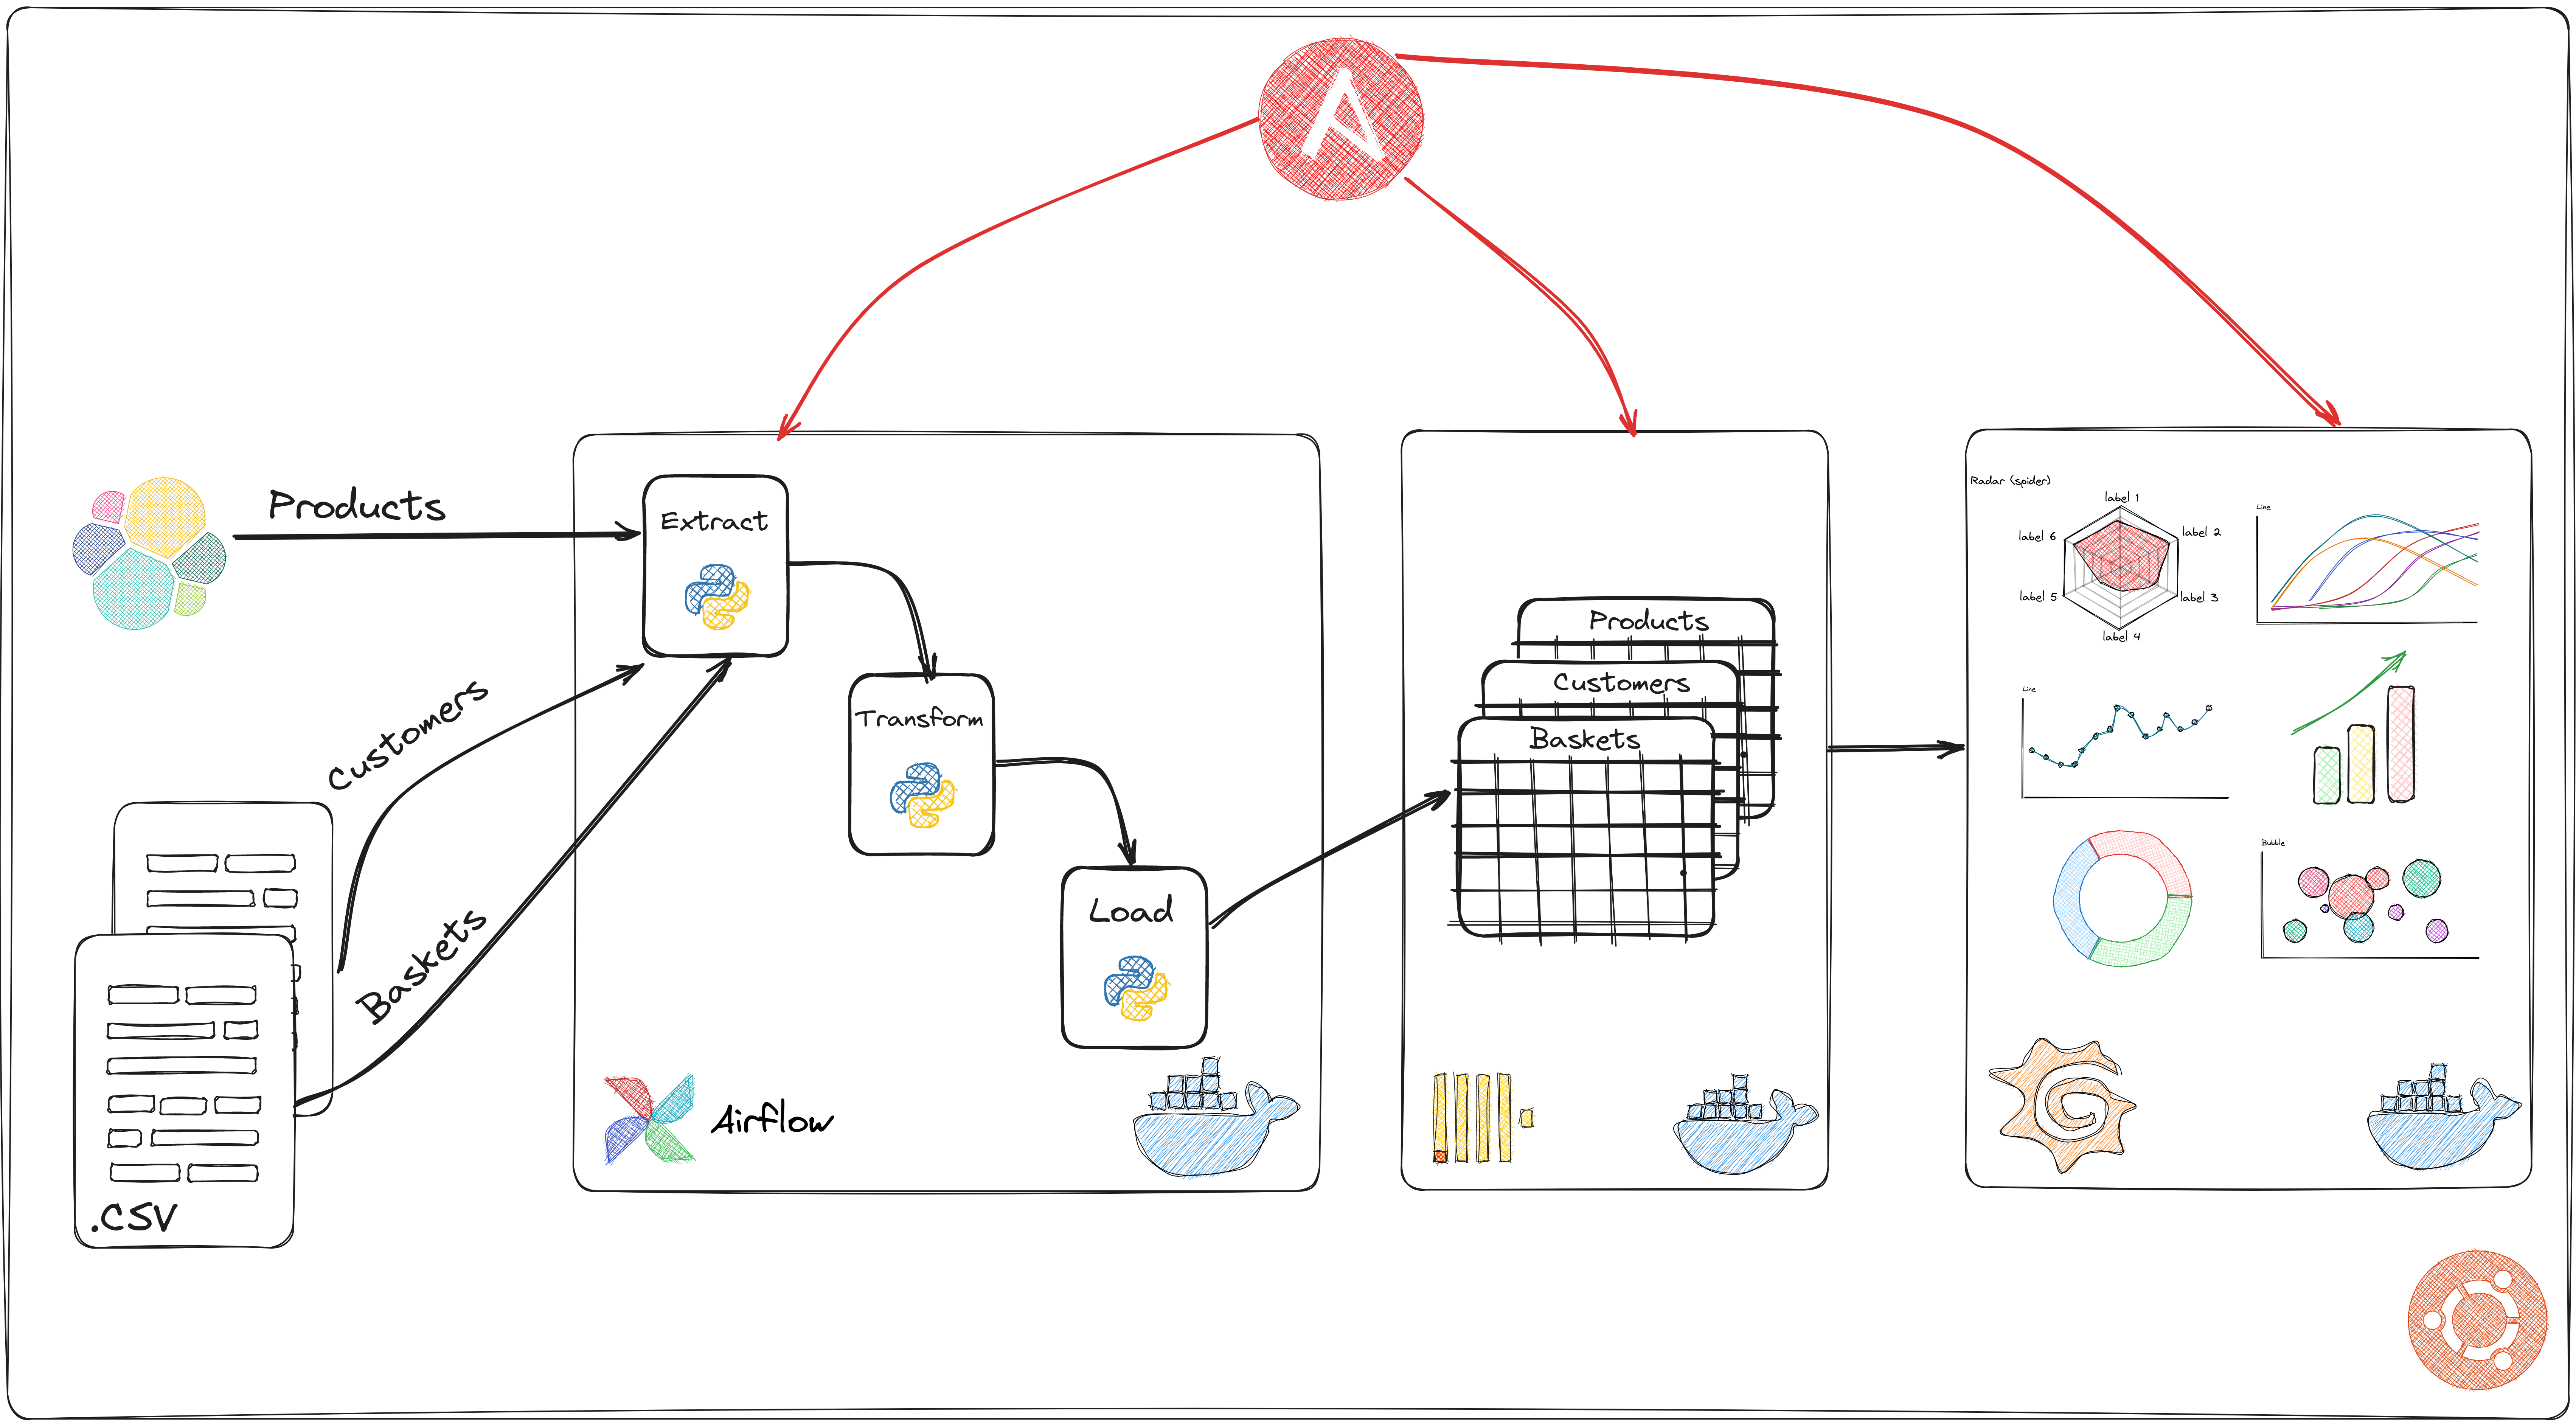 Products
Customers
Baskets
.CSV
Extract
Transform
Load
Airflow
Products
Customers
Baskets
Radar (spider)
label 1
label 2
label 3
label 4
label 5
label 6
Line
Line
Bubble